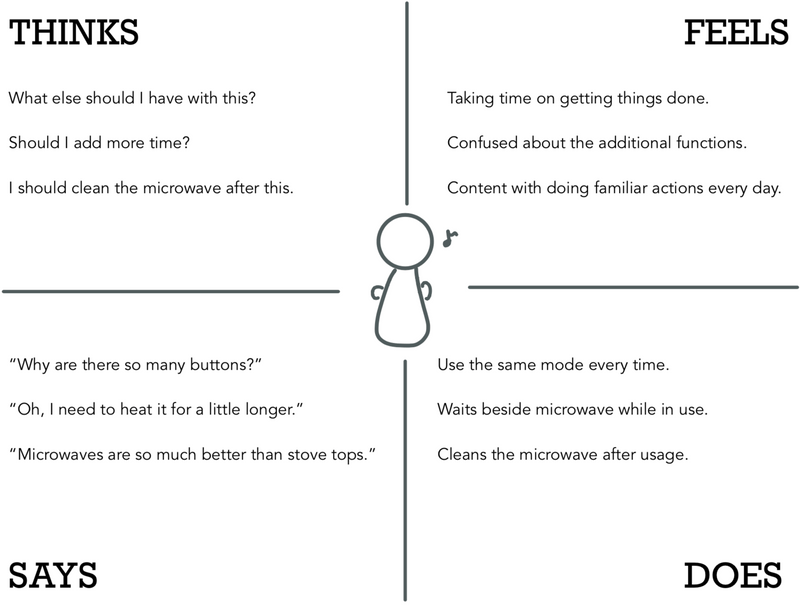 THINKS
What else should I have with this?
Should I add more time?
I should clean the microwave after this.
FEELS
Taking time on getting things done.
Confused about the additional functions.
Content with doing familiar actions every day.
“Why are there so many buttons?”
“Oh, I need to heat it for a little longer.”
“Microwaves are so much better than stove tops.”
SAYS
Use the same mode every time.
Waits beside microwave while in use.
Cleans the microwave after usage.
DOES